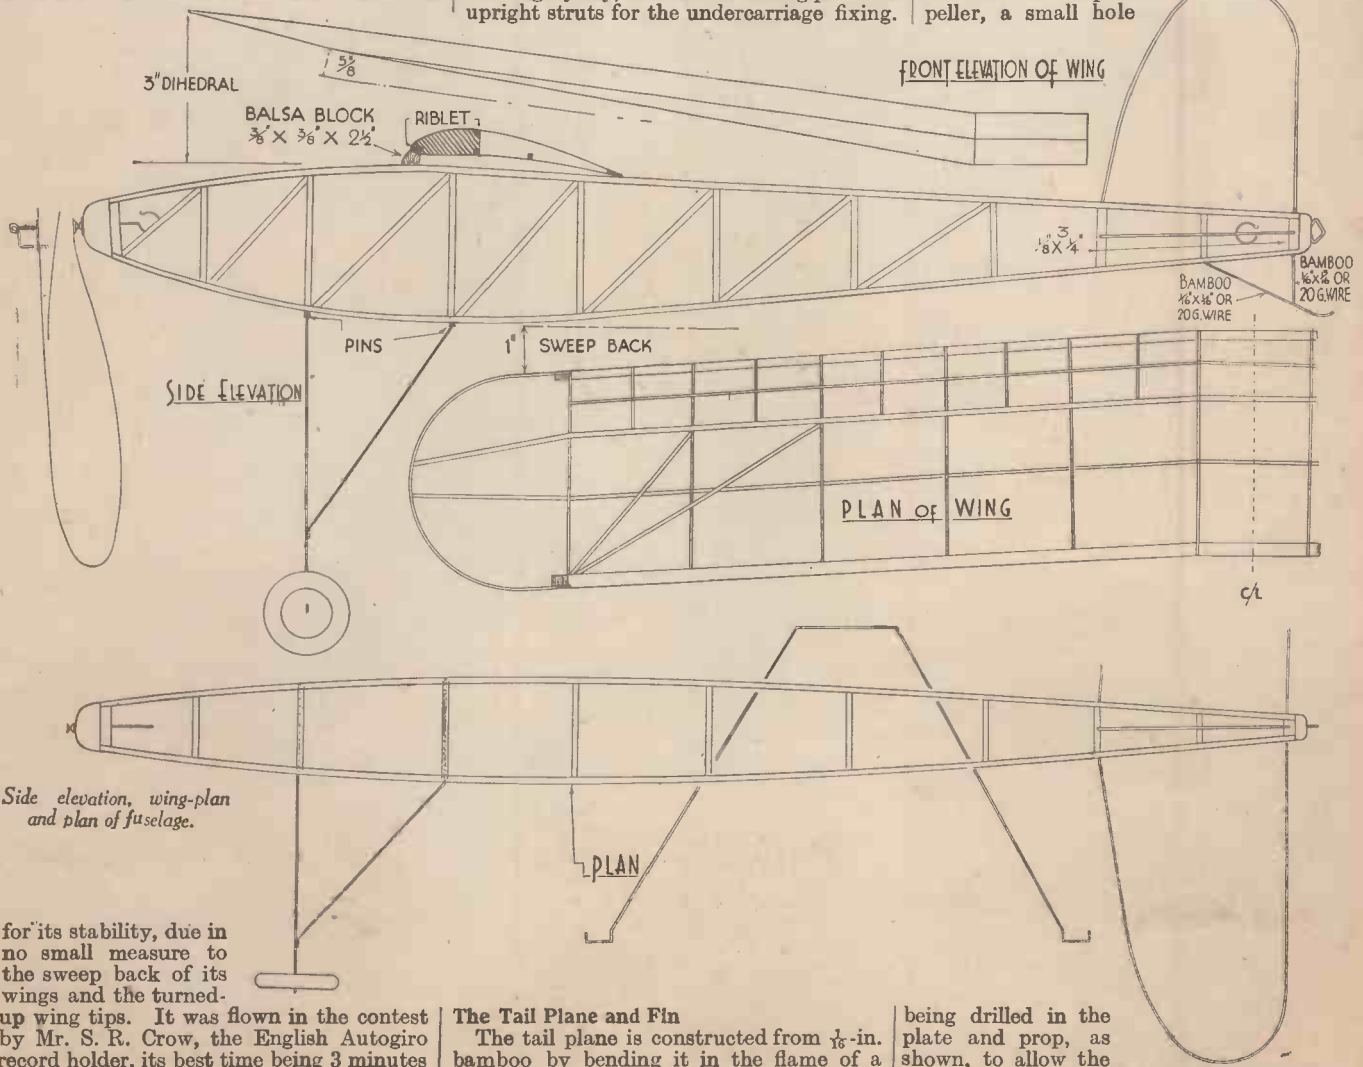 upright struts for the undercarriage fixing.
peller, a small hole
FRONT ELEVATION OF WING
3" DIHEDRAL
5/8
BALSA BLOCK
3/8" X 3/8" X 2½"
RIBLET
1/8" X 3/4"
BAMBOO
1/16" X 1/16" OR
20 G. WIRE
BAMBOO
OR
20 G. WIRE
PINS
1" SWEEP BACK
SIDE ELEVATION
PLAN OF WING
C/L
Side elevation, wing-plan
and plan of fuselage.
PLAN
for its stability, due in
no small measure to
the sweep back of its
wings and the turned-
up wing tips. It was flown in the contest
by Mr. S. R. Crow, the English Autogiro
record holder, its best time being 3 minutes
The Tail Plane and Fin
The tail plane is constructed from 1/16-in.
bamboo by bending it in the flame of a
being drilled in the
plate and prop, as
shown, to allow the